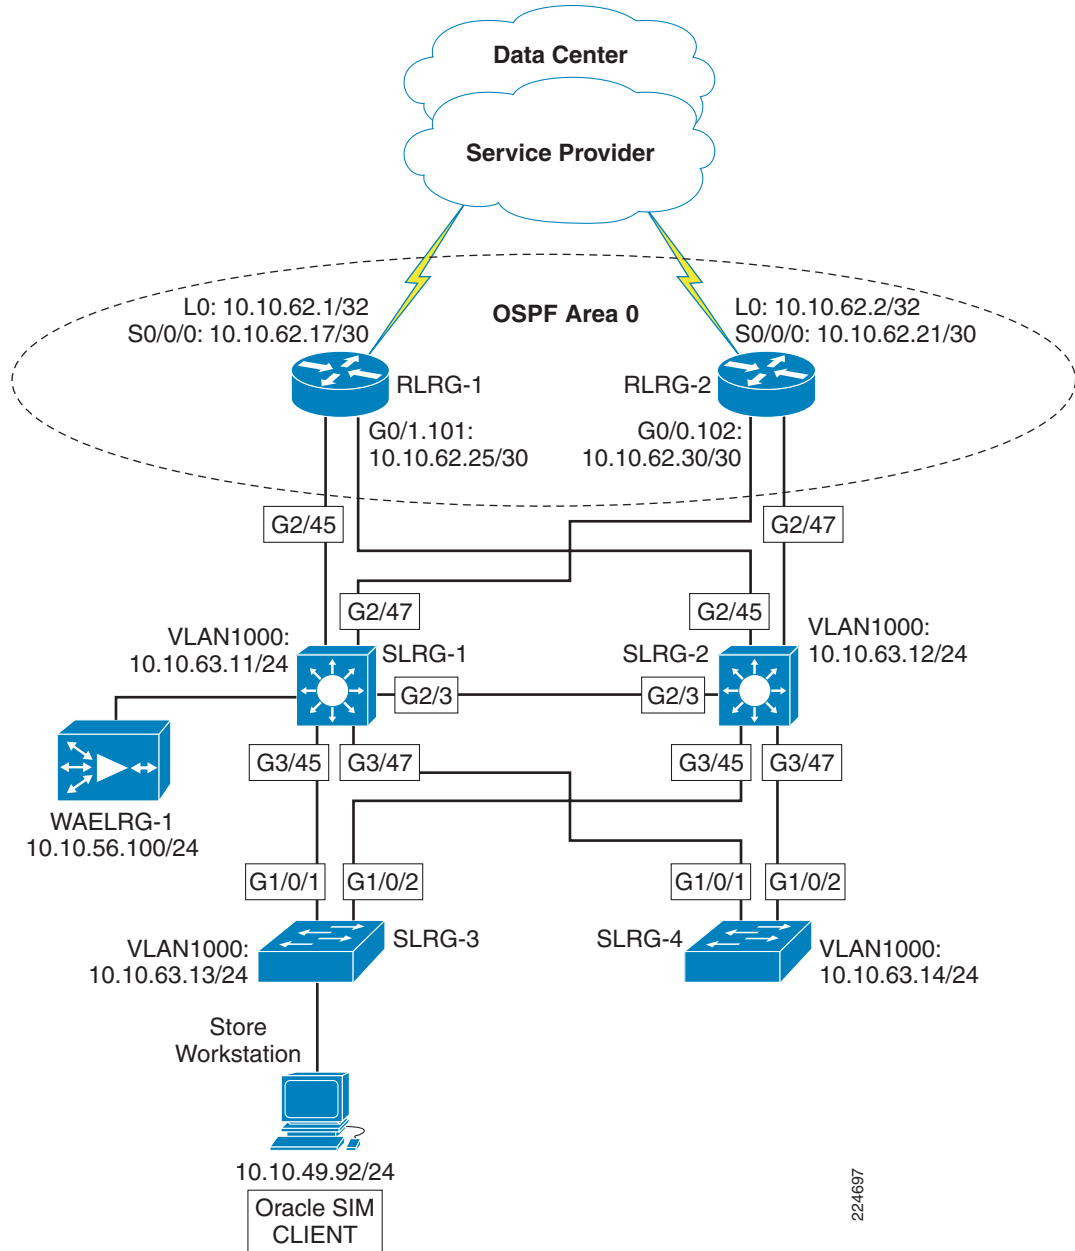 Data Center
Service Provider
L0: 10.10.62.1/32
S0/0/0: 10.10.62.17/30
OSPF Area 0
L0: 10.10.62.2/32
S0/0/0: 10.10.62.21/30
RLRG-1
RLRG-2
G0/1.101:
10.10.62.25/30
G0/0.102:
10.10.62.30/30
G2/45
G2/47
G2/47
G2/45
VLAN1000:
10.10.63.11/24
SLRG-1
SLRG-2
VLAN1000:
10.10.63.12/24
G2/3
G2/3
G3/45
G3/47
G3/45
G3/47
WAELRG-1
10.10.56.100/24
G1/0/1
G1/0/2
G1/0/1
G1/0/2
VLAN1000:
10.10.63.13/24
SLRG-3
SLRG-4
VLAN1000:
10.10.63.14/24
Store
Workstation
10.10.49.92/24
Oracle SIM
CLIENT
224697